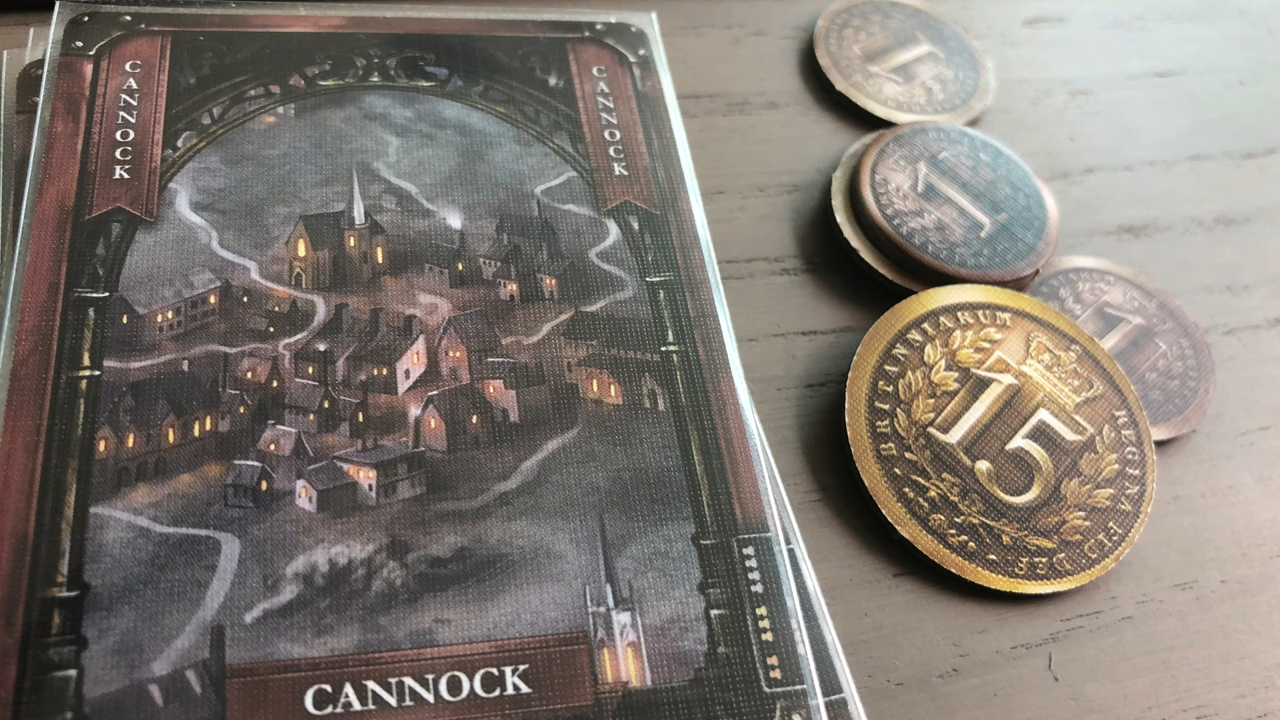 CANNOCK
CANNOCK
CANNOCK
1
1
1
15
BRITANNIARUM
REGINA FID DEF